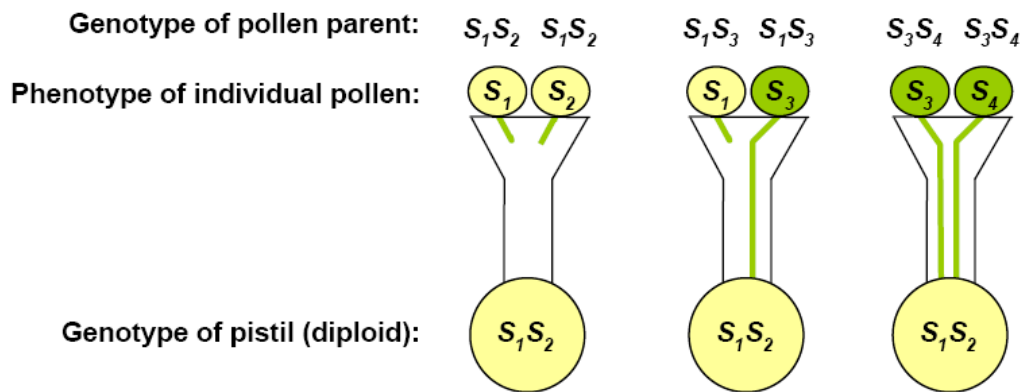 Genotype of pollen parent: S₁S₂ S₁S₂ S₁S₃ S₁S₃ S₃S₄ S₃S₄
Phenotype of individual pollen: S₁ S₂ S₁ S₃ S₃ S₄
Genotype of pistil (diploid): S₁S₂ S₁S₂ S₁S₂